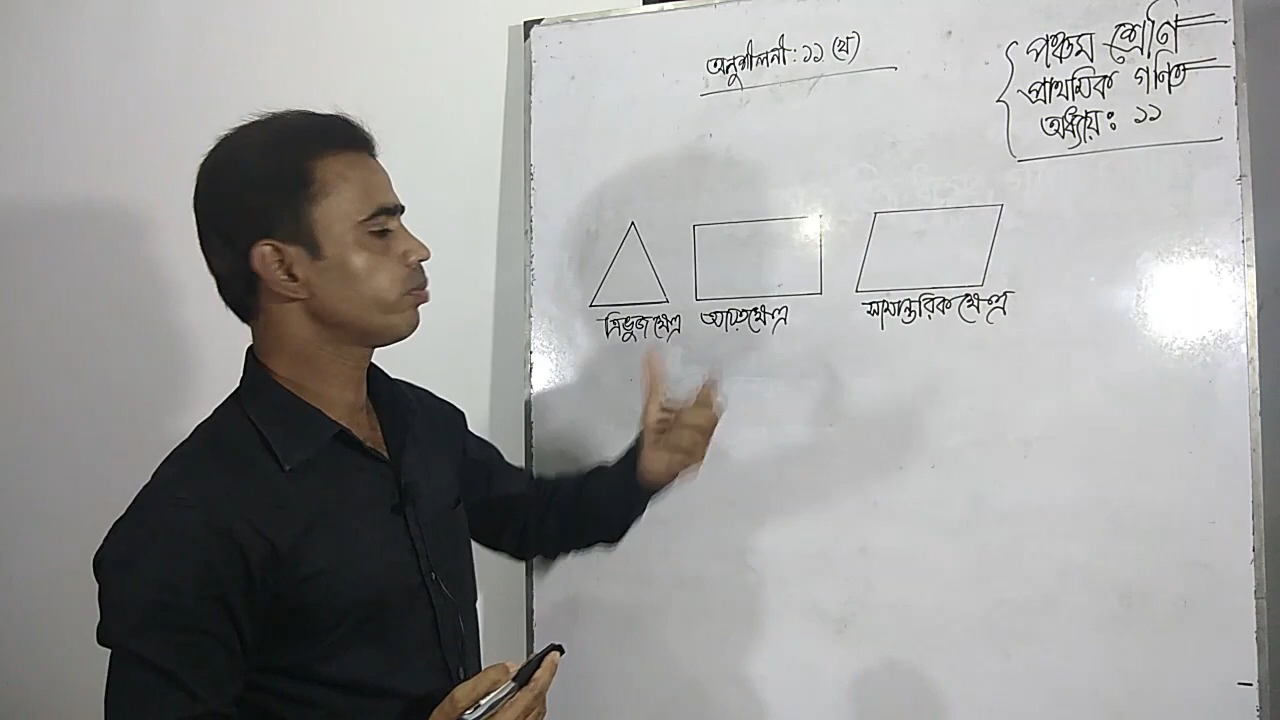 অনুশীলনী: ১১ (খ)
পঞ্চম শ্রেণি
প্রাথমিক গণিত
অধ্যায়: ১১
ত্রিভুজক্ষেত্র আয়তক্ষেত্র সামান্তরিক ক্ষেত্র